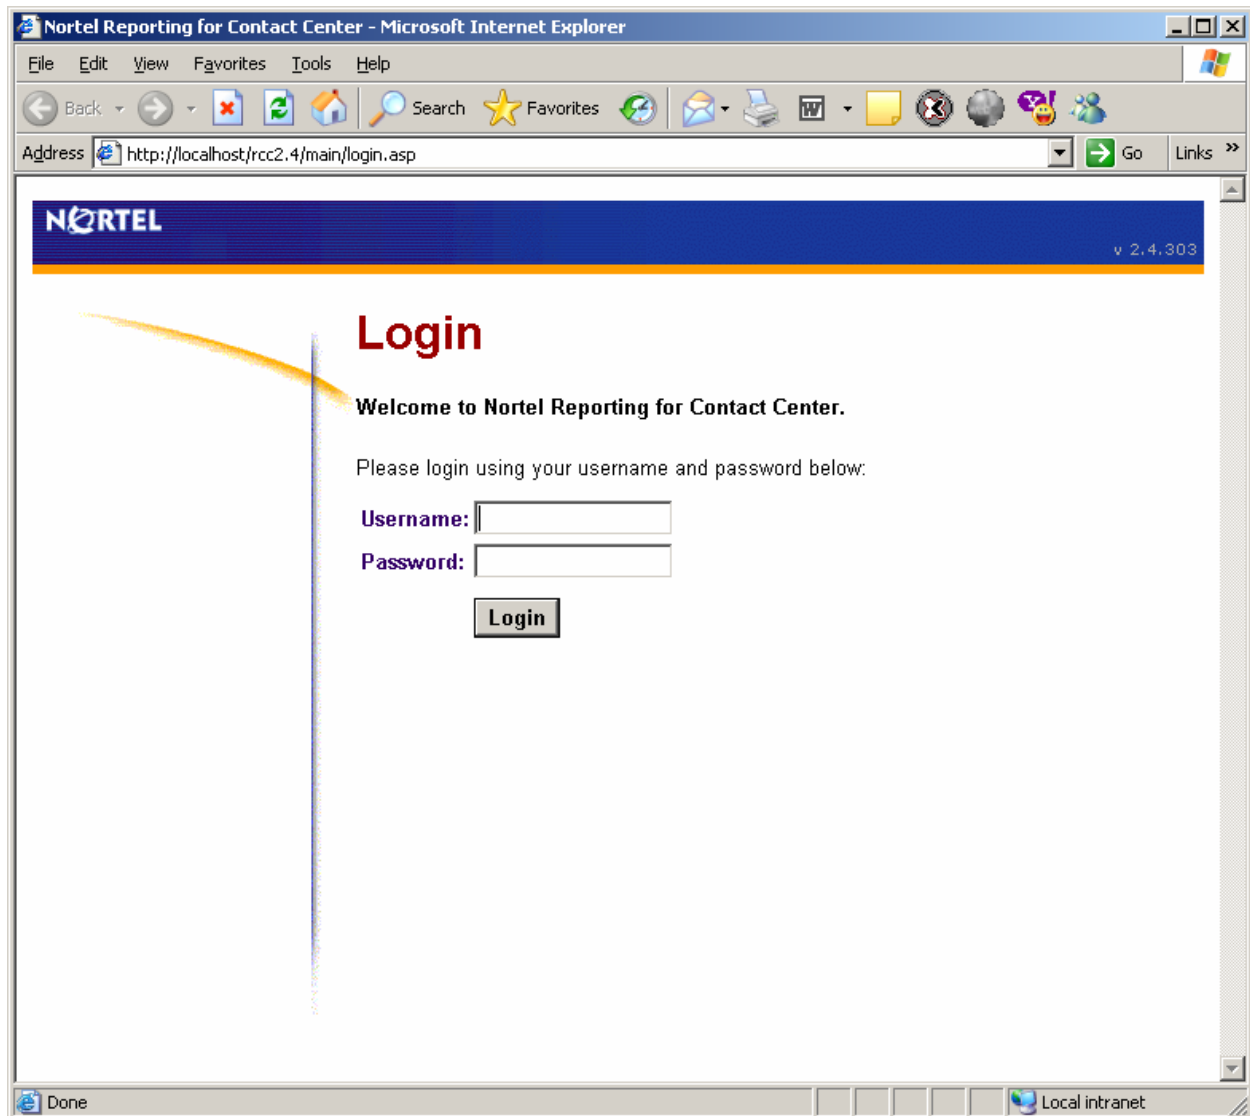 Nortel Reporting for Contact Center - Microsoft Internet Explorer
File Edit View Favorites Tools Help
Back Search Favorites
Address http://localhost/rcc2.4/main/login.asp Go Links »
NORTEL
v 2.4.303
Login
Welcome to Nortel Reporting for Contact Center.
Please login using your username and password below:
Username:
Password:
Login
Done Local intranet